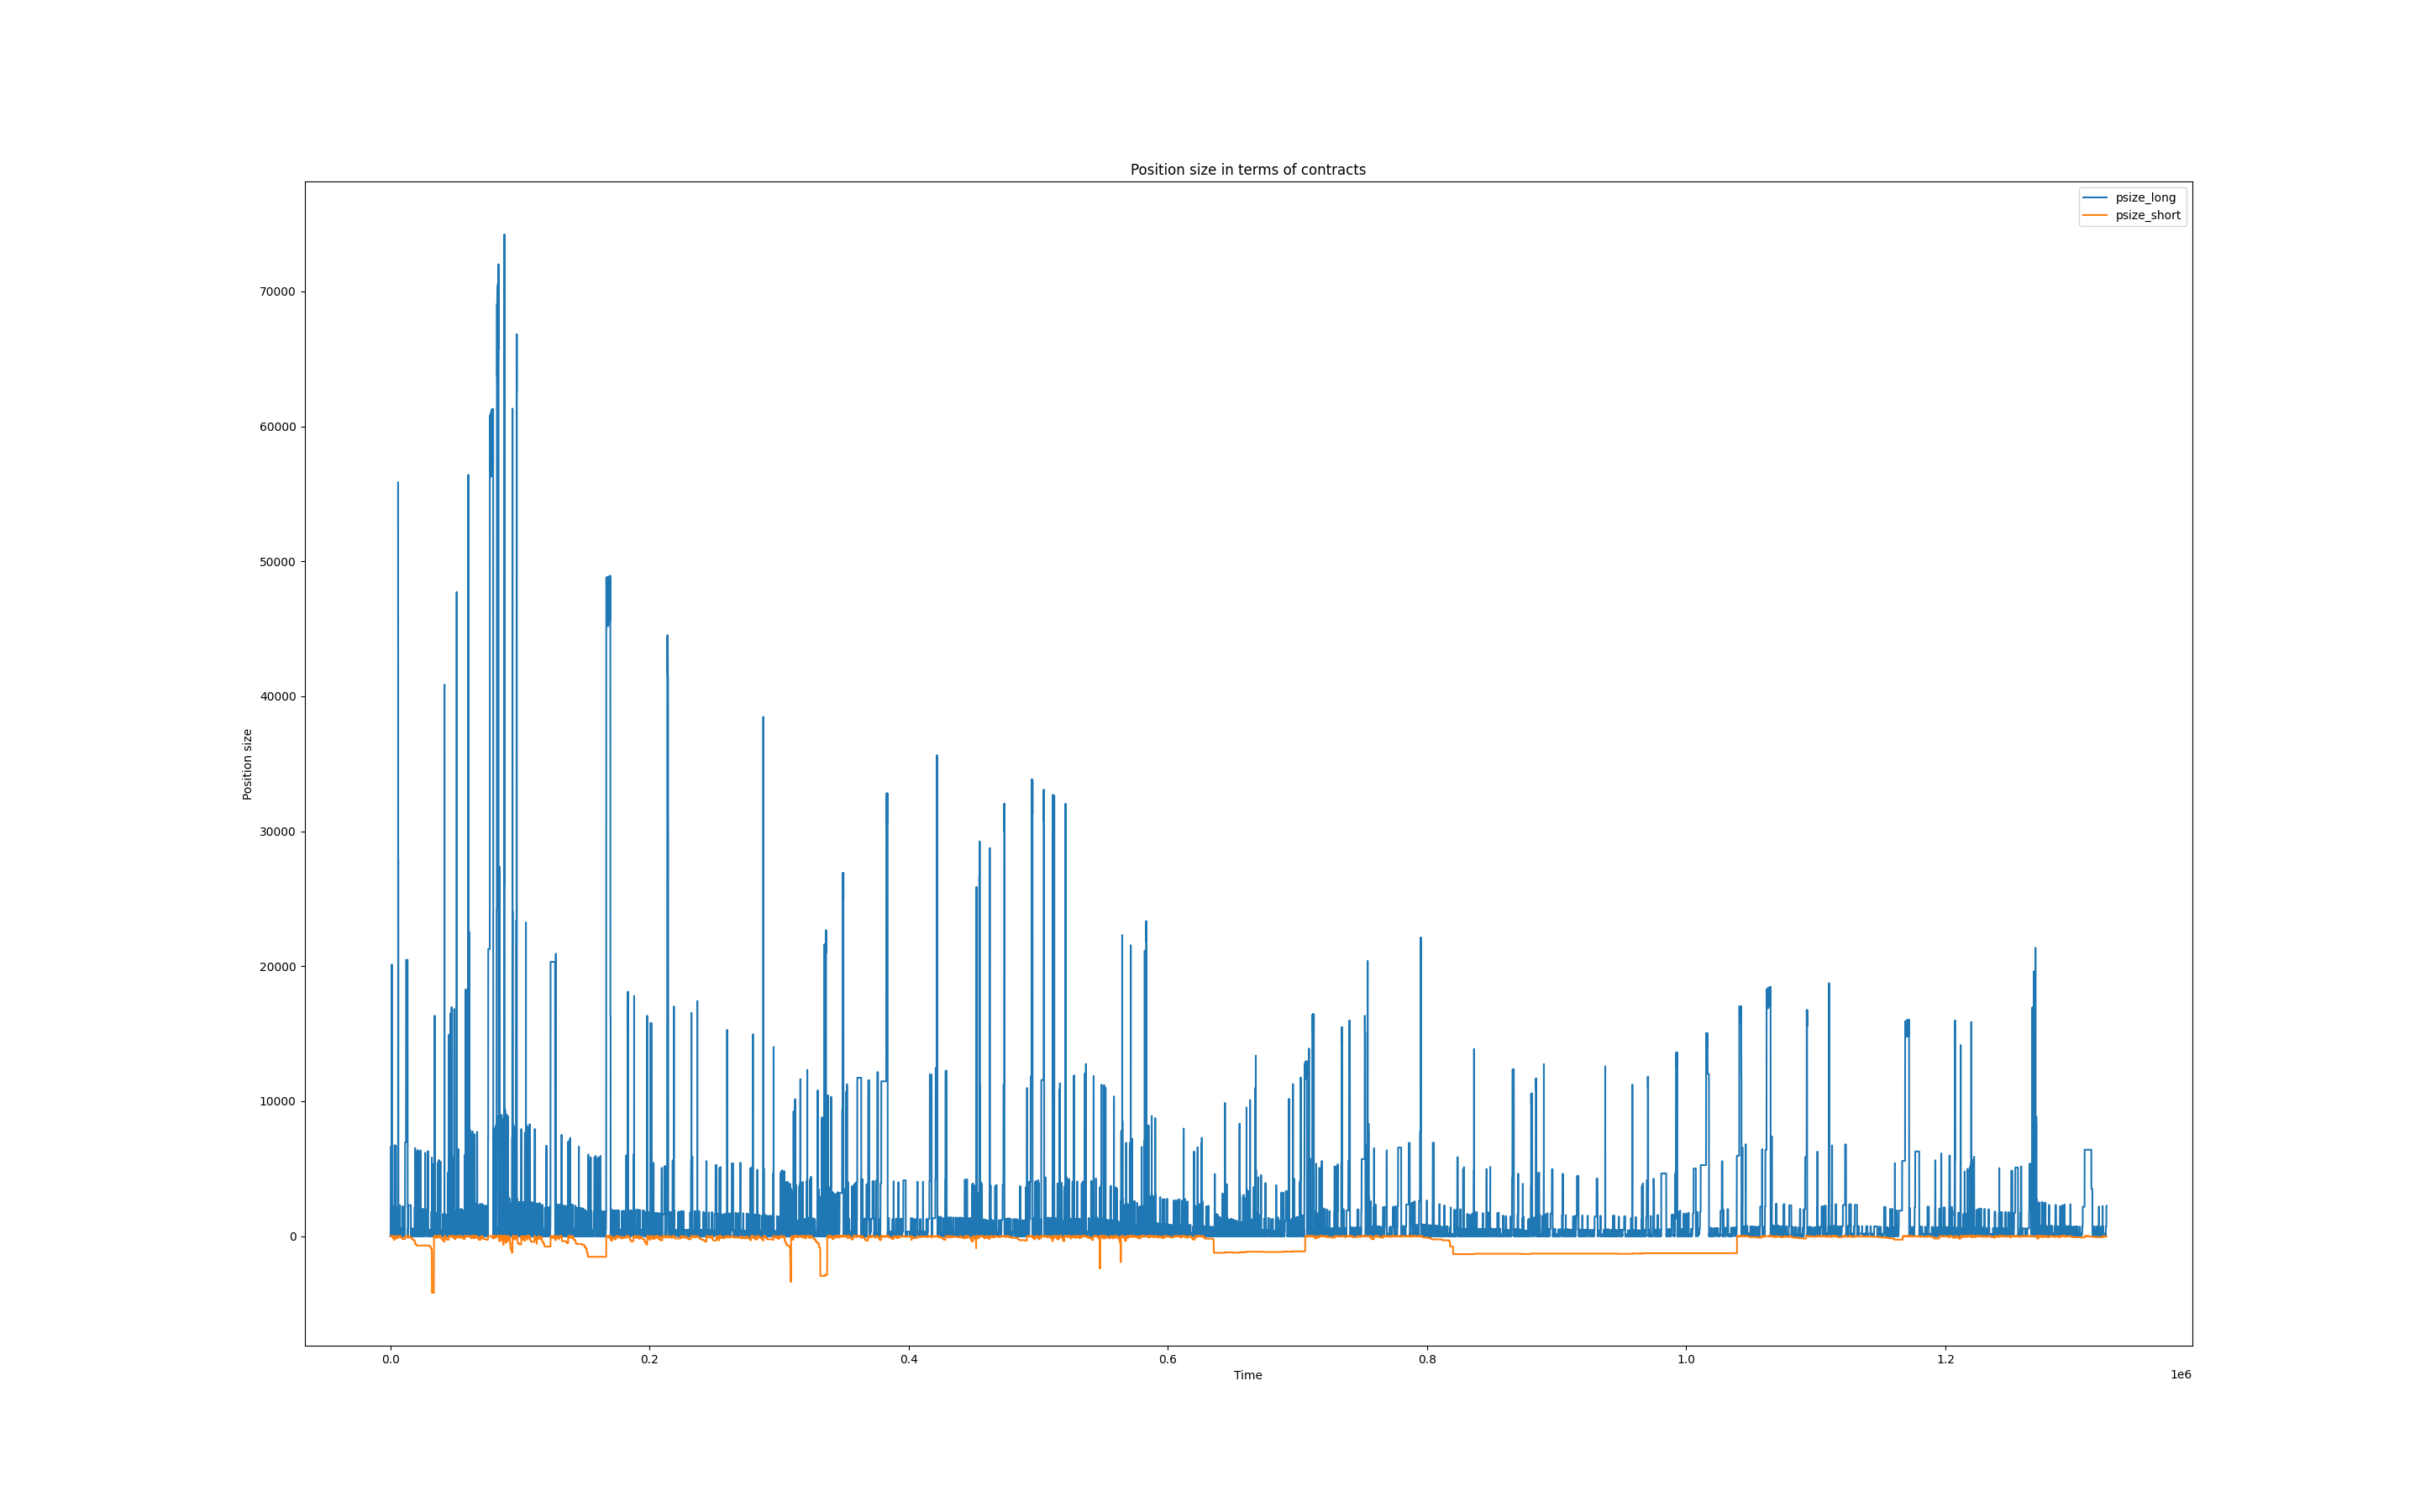 Position size in terms of contracts
psize_long
psize_short
70000
60000
50000
40000
30000
20000
10000
0
Position size
0.0 0.2 0.4 0.6 0.8 1.0 1.2
Time
1e6